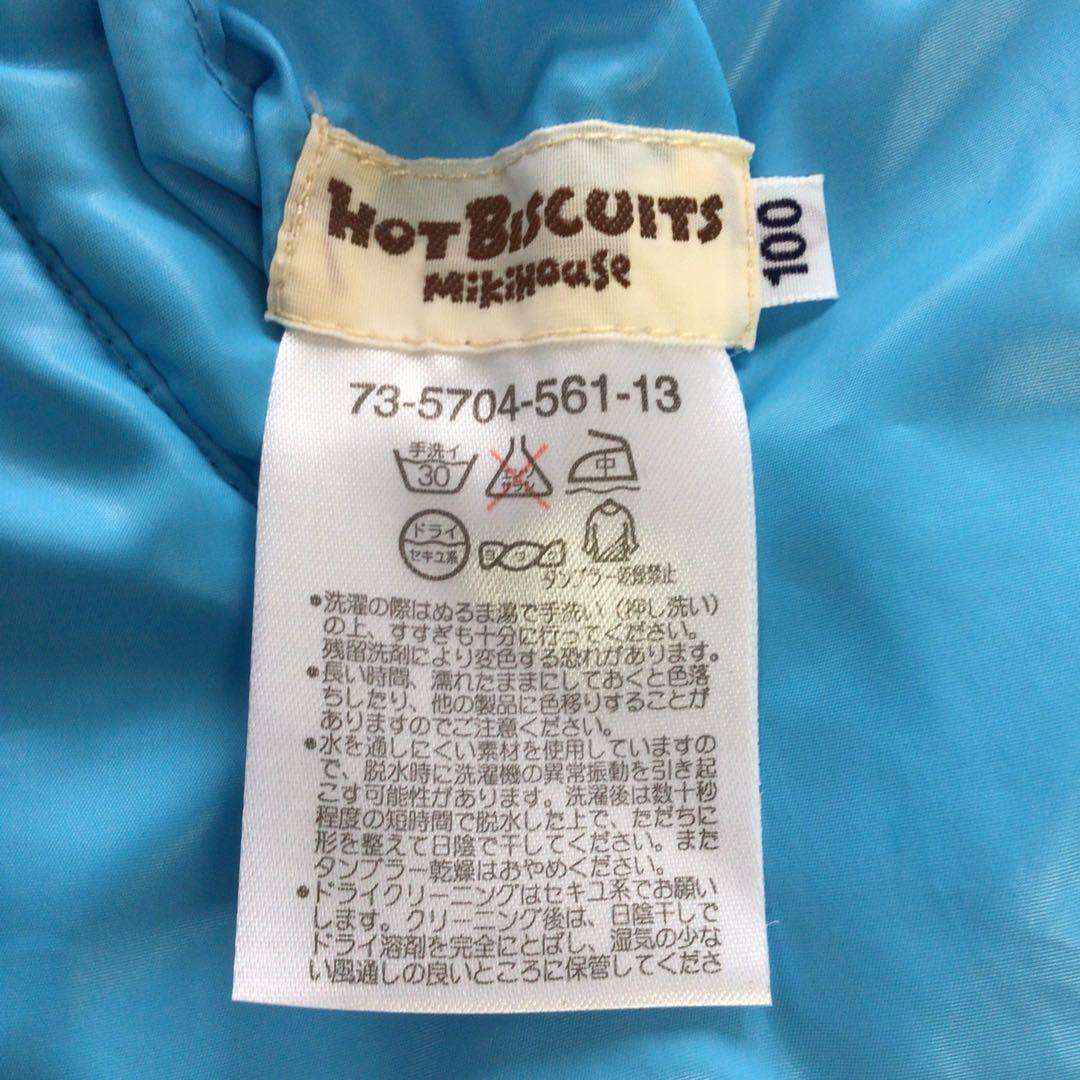 HOT BISCUITS
MIKIHOUSE
100
73-5704-561-13
手洗イ
30
エンソ
サラシ
中
ドライ
セキユ系
ヨワク
タンブラー乾燥禁止
•洗濯の際はぬるま湯で手洗い（押し洗い）
の上、すすぎも十分に行ってください。
残留洗剤により変色する恐れがあります。
•長い時間、濡れたままにしておくと色落
ちしたり、他の製品に色移りすることが
ありますのでご注意ください。
•水を通しにくい素材を使用していますの
で、脱水時に洗濯機の異常振動を引き起
こす可能性があります。洗濯後は数十秒
程度の短時間で脱水した上で、ただちに
形を整えて日陰で干してください。また
タンブラー乾燥はおやめください。
•ドライクリーニングはセキユ系でお願い
します。クリーニング後は、日陰干しで
ドライ溶剤を完全にとばし、湿気の少な
い風通しの良いところに保管してくださ